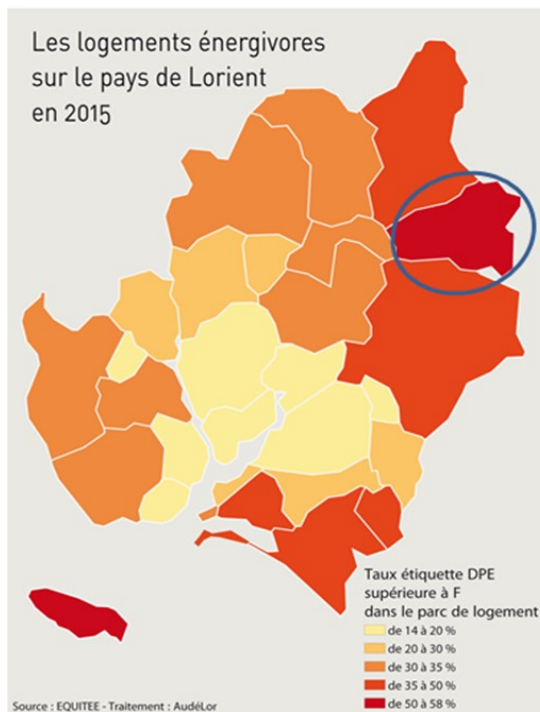 Les logements énergivores
sur le pays de Lorient
en 2015
Taux étiquette DPE
supérieure à F
dans le parc de logement
de 14 à 20 %
de 20 à 30 %
de 30 à 35 %
de 35 à 50 %
de 50 à 58 %
Source : EQUITEE - Traitement : AudéLor